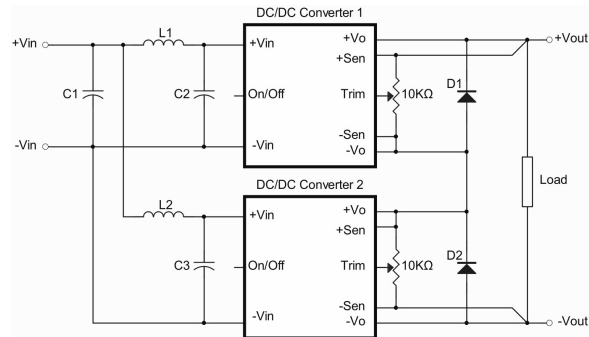 DC/DC Converter 1
L1
+Vin
+Vin
+Vo
+Vout
+Sen
C1
C2
On/Off
Trim
10KΩ
D1
-Sen
-Vin
-Vin
-Vo
Load
DC/DC Converter 2
L2
+Vin
+Vo
+Sen
C3
On/Off
Trim
10KΩ
D2
-Sen
-Vin
-Vo
-Vout